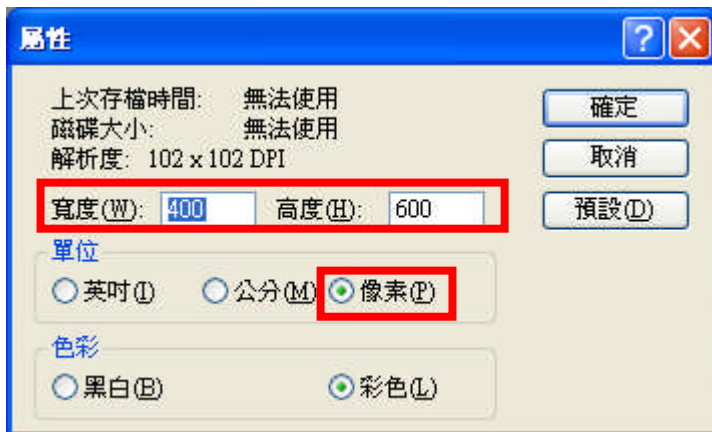 屬性
上次存檔時間: 無法使用
磁碟大小: 無法使用
解析度: 102 x 102 DPI
寬度(W): 400 高度(H): 600
單位
英吋(I) 公分(M) 像素(P)
色彩
黑白(B) 彩色(L)
確定
取消
預設(D)